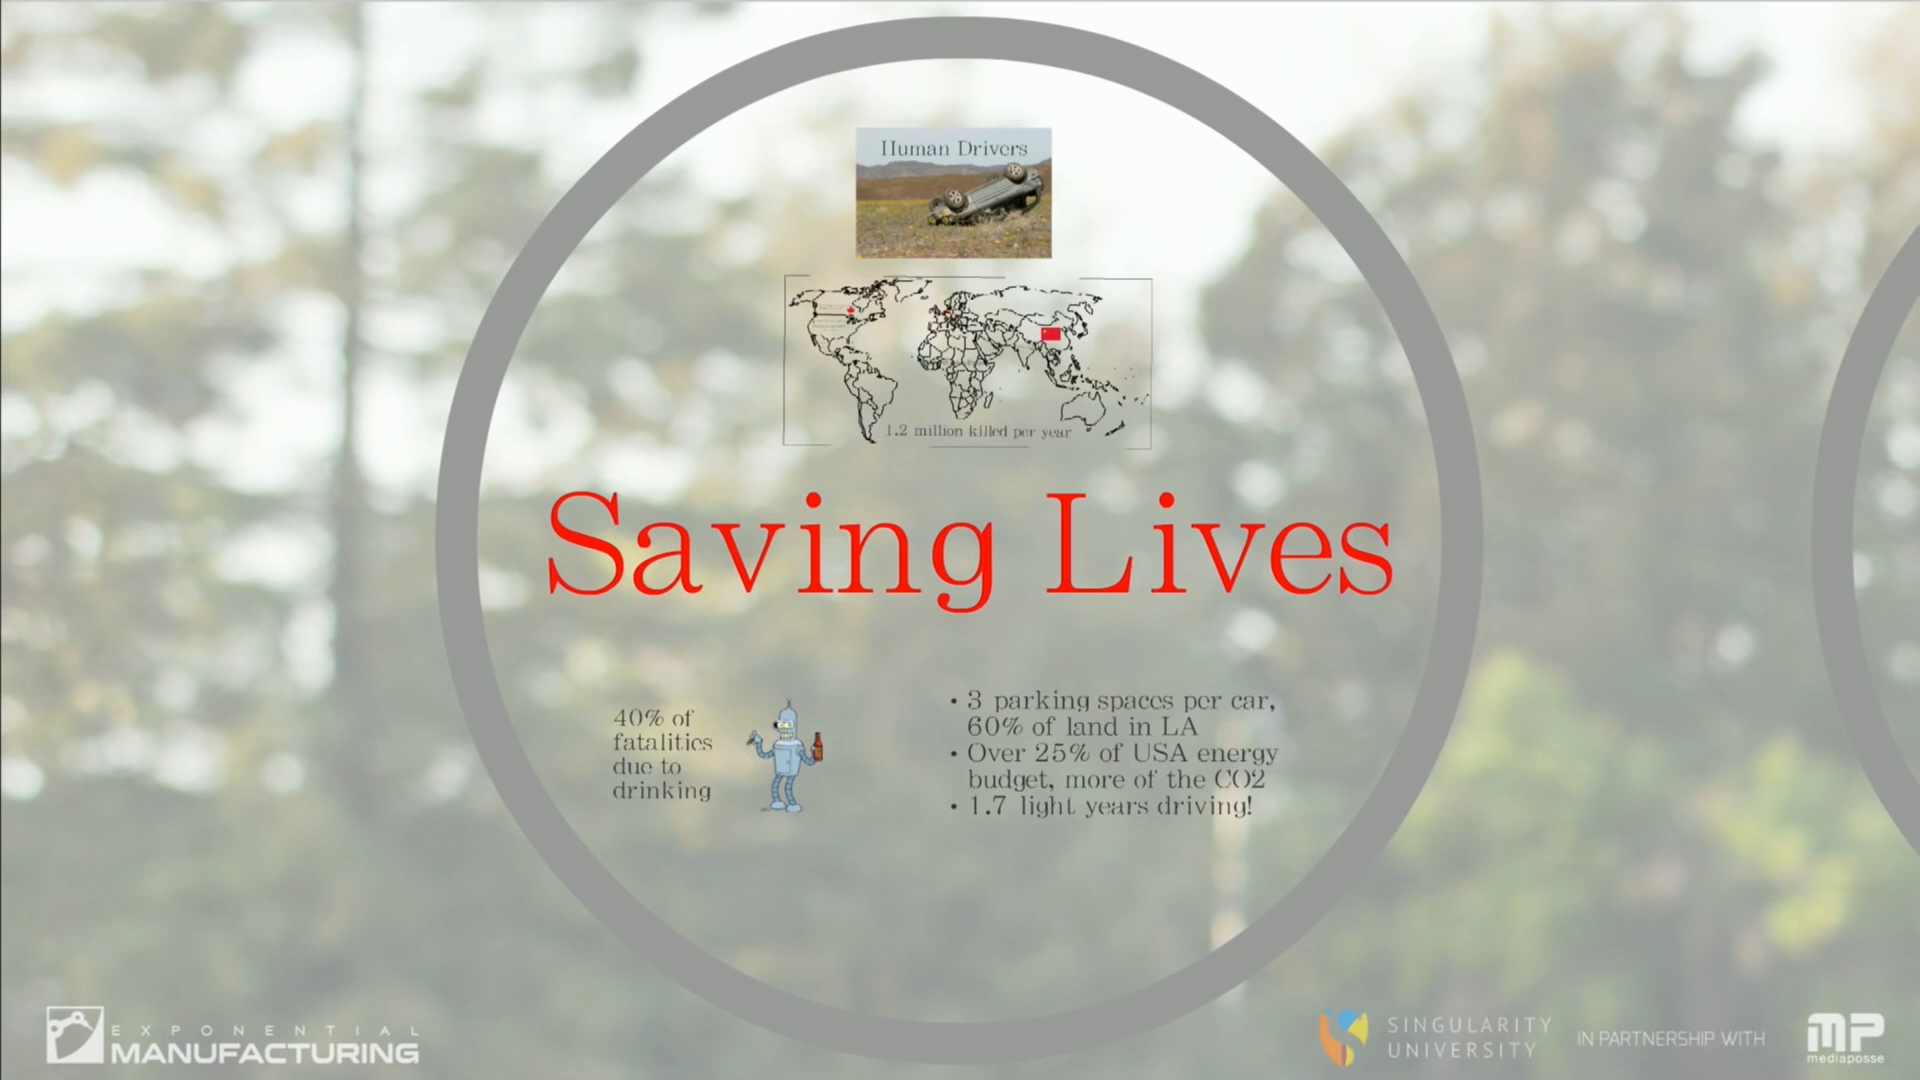 Human Drivers
1.2 million killed per year
Saving Lives
40% of
fatalities
due to
drinking
• 3 parking spaces per car,
60% of land in LA
• Over 25% of USA energy
budget, more of the CO2
• 1.7 light years driving!
EXPONENTIAL
MANUFACTURING
SINGULARITY
UNIVERSITY
IN PARTNERSHIP WITH
MP
mediaposse